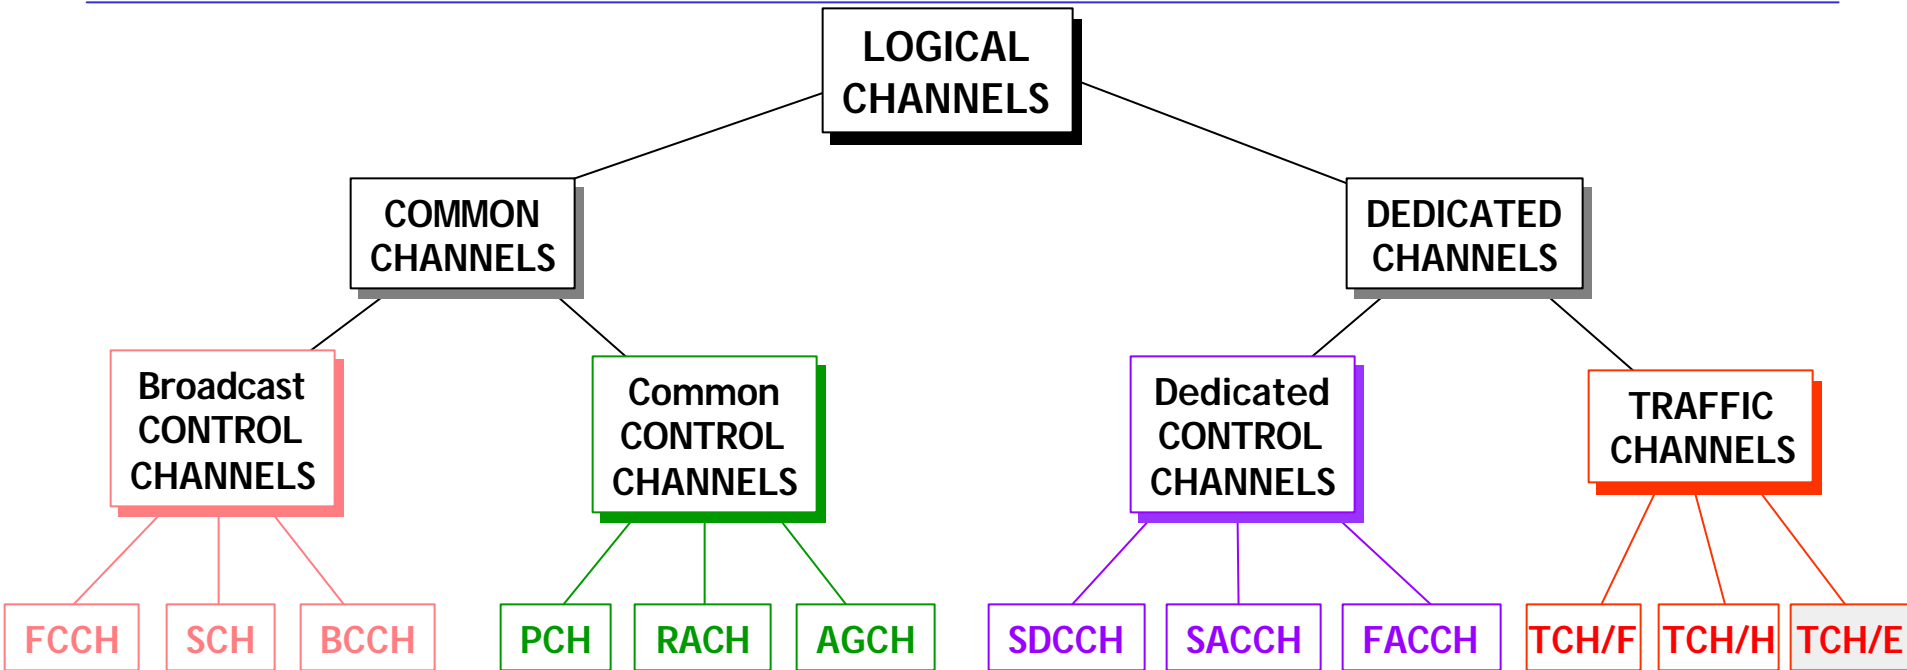 LOGICAL
CHANNELS
COMMON
CHANNELS
DEDICATED
CHANNELS
Broadcast
CONTROL
CHANNELS
Common
CONTROL
CHANNELS
Dedicated
CONTROL
CHANNELS
TRAFFIC
CHANNELS
FCCH
SCH
BCCH
PCH
RACH
AGCH
SDCCH
SACCH
FACCH
TCH/F
TCH/H
TCH/E